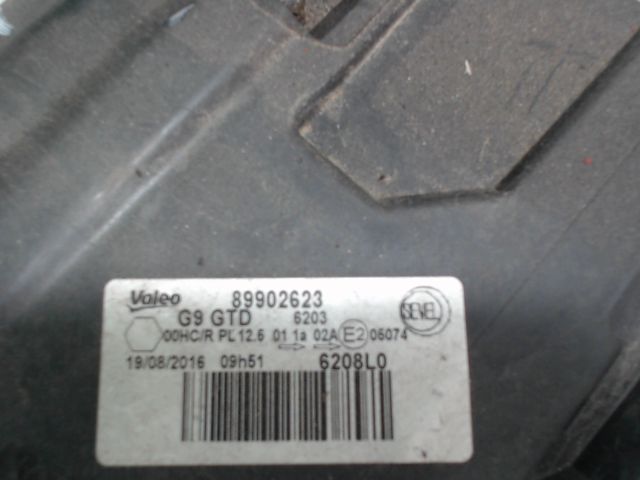 Valeo 89902623
G9 GTD 6203 SEVEL
00HC/R PL 12.6 01 1a 02A E2 06074
19/08/2016 09h51 6208L0